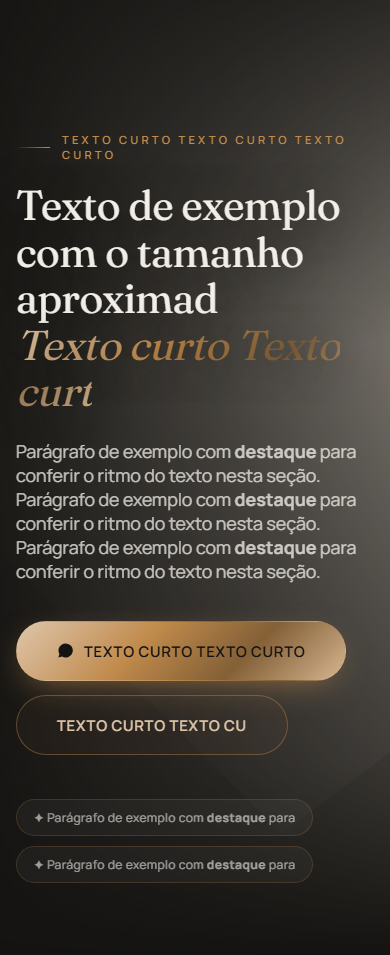 TEXTO CURTO TEXTO CURTO TEXTO
CURTO
Texto de exemplo
com o tamanho
aproximad
Texto curto Texto
curt
Parágrafo de exemplo com destaque para
conferir o ritmo do texto nesta seção.
Parágrafo de exemplo com destaque para
conferir o ritmo do texto nesta seção.
Parágrafo de exemplo com destaque para
conferir o ritmo do texto nesta seção.
TEXTO CURTO TEXTO CURTO
TEXTO CURTO TEXTO CU
✦ Parágrafo de exemplo com destaque para
✦ Parágrafo de exemplo com destaque para